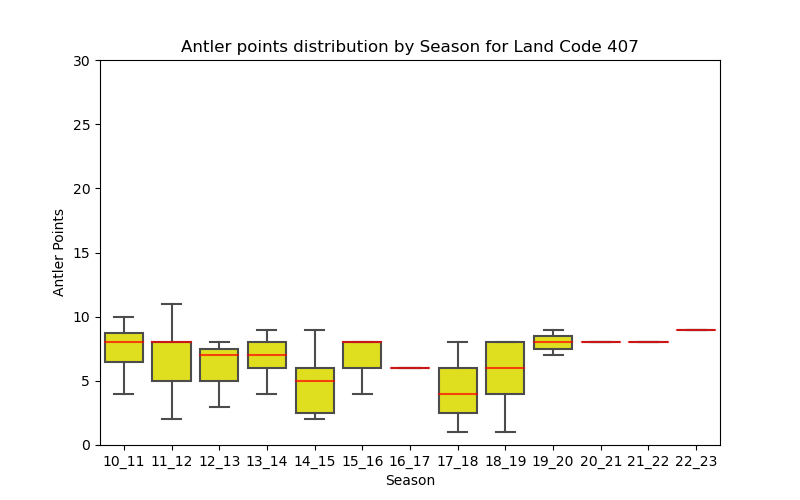 Antler points distribution by Season for Land Code 407
30
25
20
15
10
5
0
Antler Points
10_11 11_12 12_13 13_14 14_15 15_16 16_17 17_18 18_19 19_20 20_21 21_22 22_23
Season